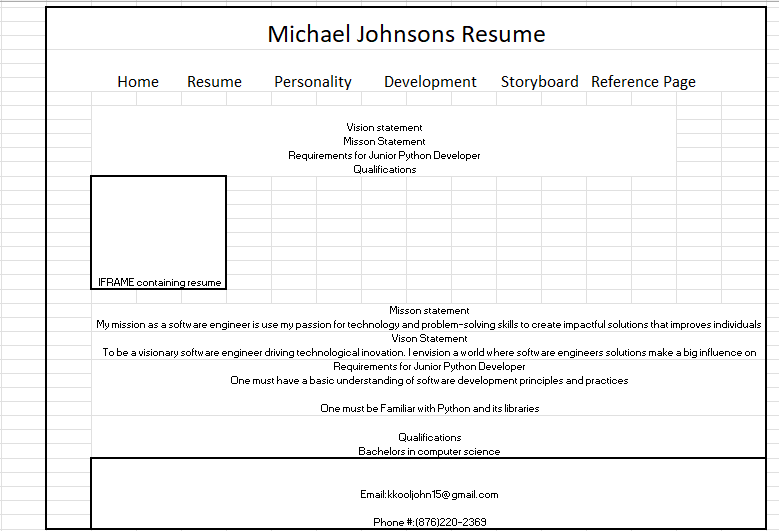 Michael Johnsons Resume
Home Resume Personality Development Storyboard Reference Page
Vision statement
Misson Statement
Requirements for Junior Python Developer
Qualifications
IFRAME containing resume
Misson statement
My mission as a software engineer is use my passion for technology and problem-solving skills to create impactful solutions that improves individuals
Vison Statement
To be a visionary software engineer driving technological inovation. I envision a world where software engineers solutions make a big influence on
Requirements for Junior Python Developer
One must have a basic understanding of software development principles and practices
One must be Familiar with Python and its libraries
Qualifications
Bachelors in computer science
Email:kkooljohn15@gmail.com
Phone #:(876)220-2369